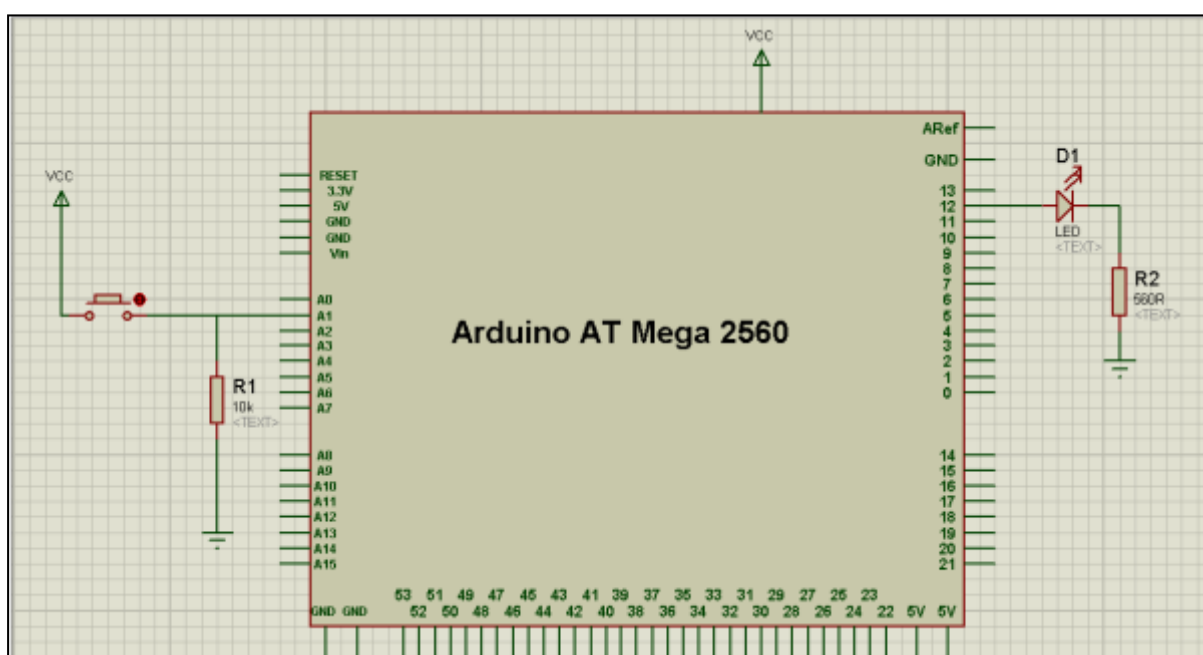 VCC
VCC
RESET
3.3V
5V
GND
GND
Vin
A0
A1
A2
A3
A4
A5
A6
A7
A8
A9
A10
A11
A12
A13
A14
A15
R1
10k
<TEXT>
Arduino AT Mega 2560
ARef
GND
13
12
11
10
9
8
7
6
5
4
3
2
1
0
14
15
16
17
18
19
20
21
D1
LED
<TEXT>
R2
560R
<TEXT>
53 51 49 47 45 43 41 39 37 35 33 31 29 27 25 23
GND GND 52 50 48 46 44 42 40 38 36 34 32 30 28 26 24 22 5V 5V